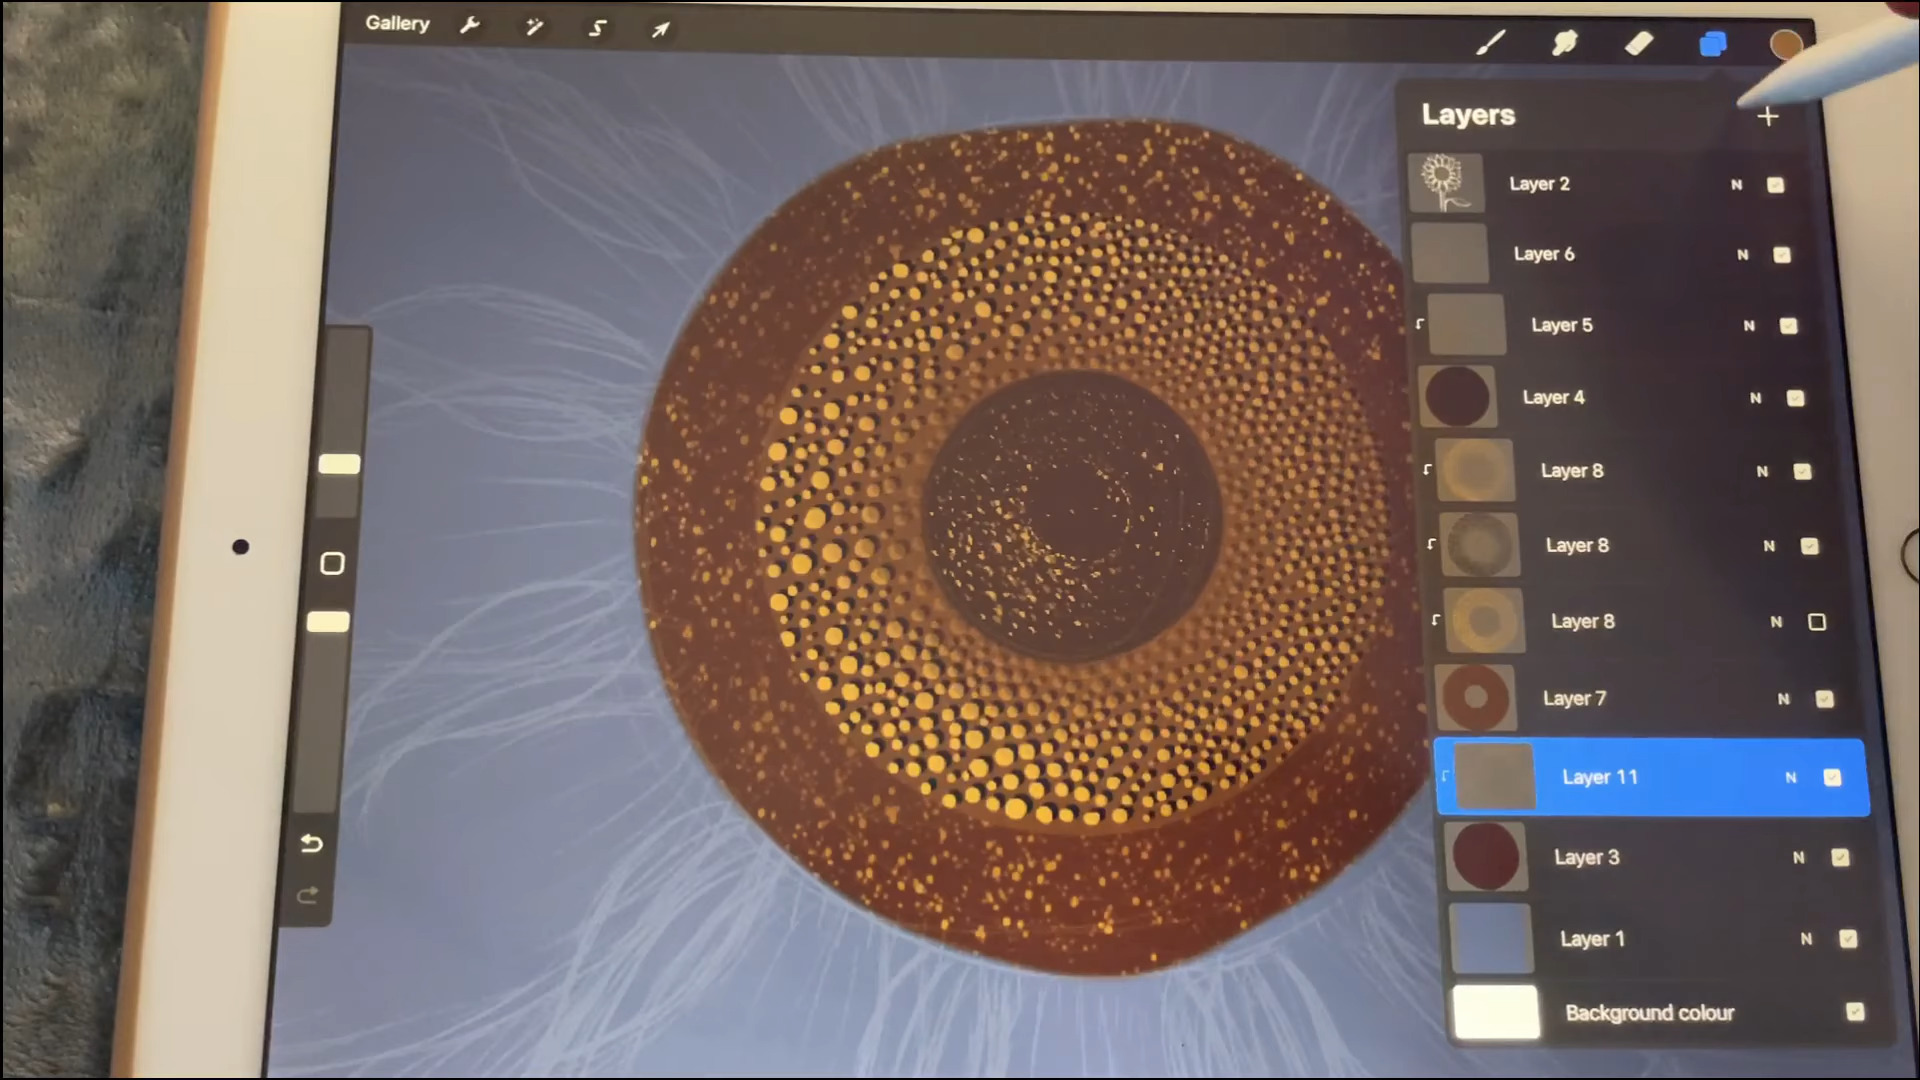 Gallery
Layers
Layer 2 N
Layer 6 N
Layer 5 N
Layer 4 N
Layer 8 N
Layer 8 N
Layer 8 N
Layer 7 N
Layer 11 N
Layer 3 N
Layer 1 N
Background colour